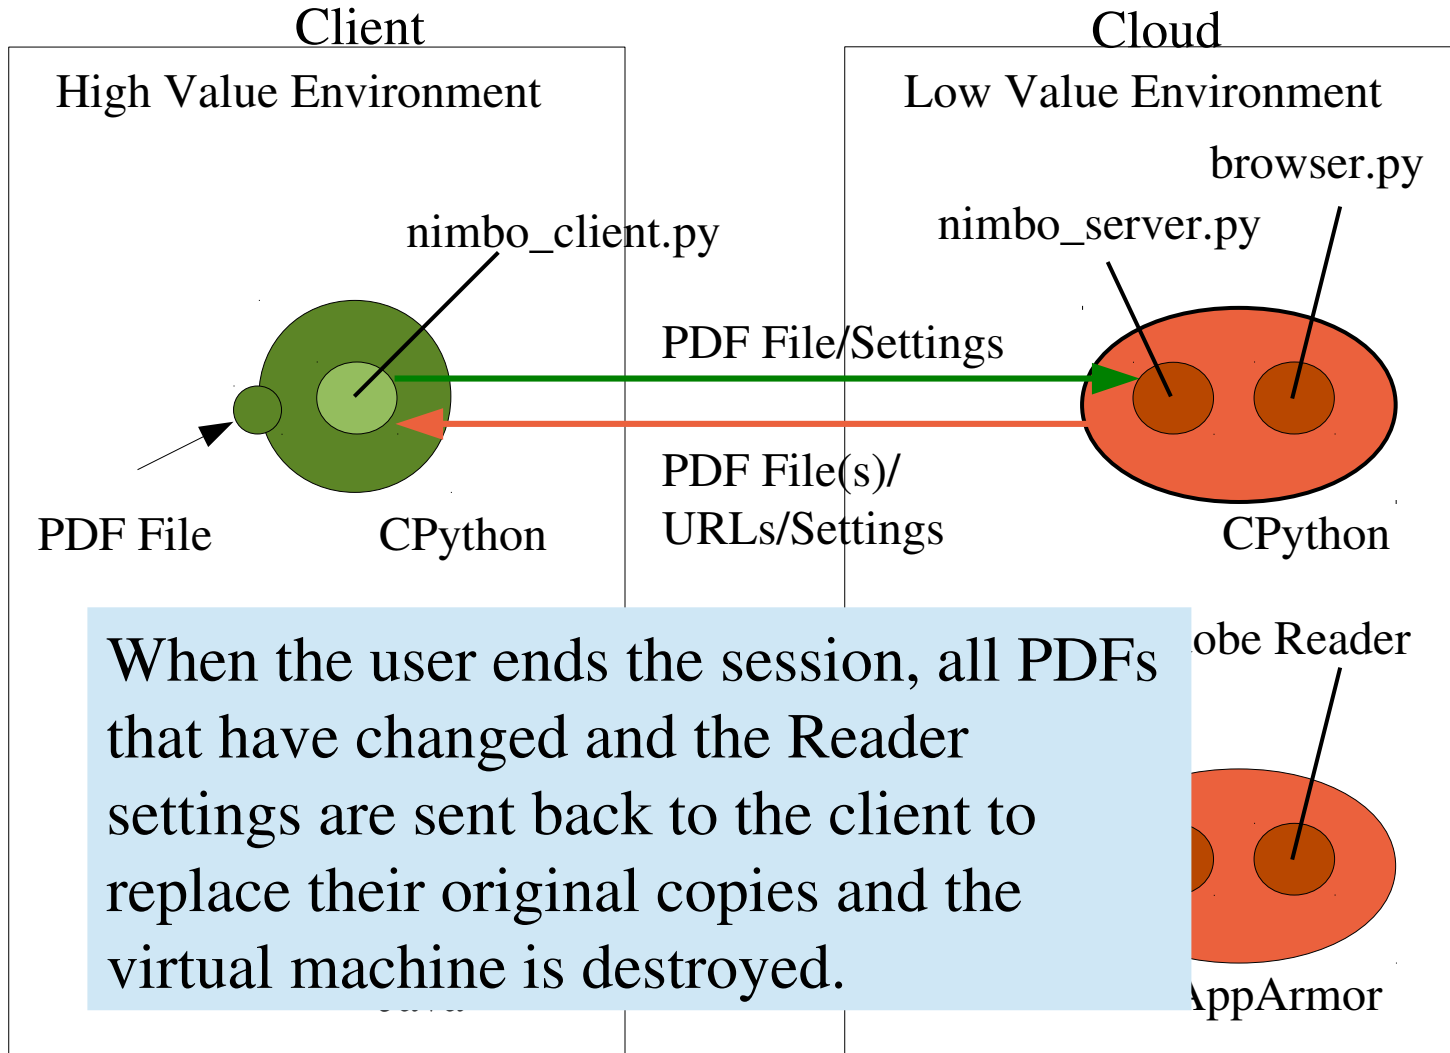 Client
Cloud
High Value Environment
Low Value Environment
browser.py
nimbo_client.py
nimbo_server.py
PDF File/Settings
PDF File(s)/
URLs/Settings
PDF File
CPython
CPython
obe Reader
When the user ends the session, all PDFs
that have changed and the Reader
settings are sent back to the client to
replace their original copies and the
virtual machine is destroyed.
AppArmor